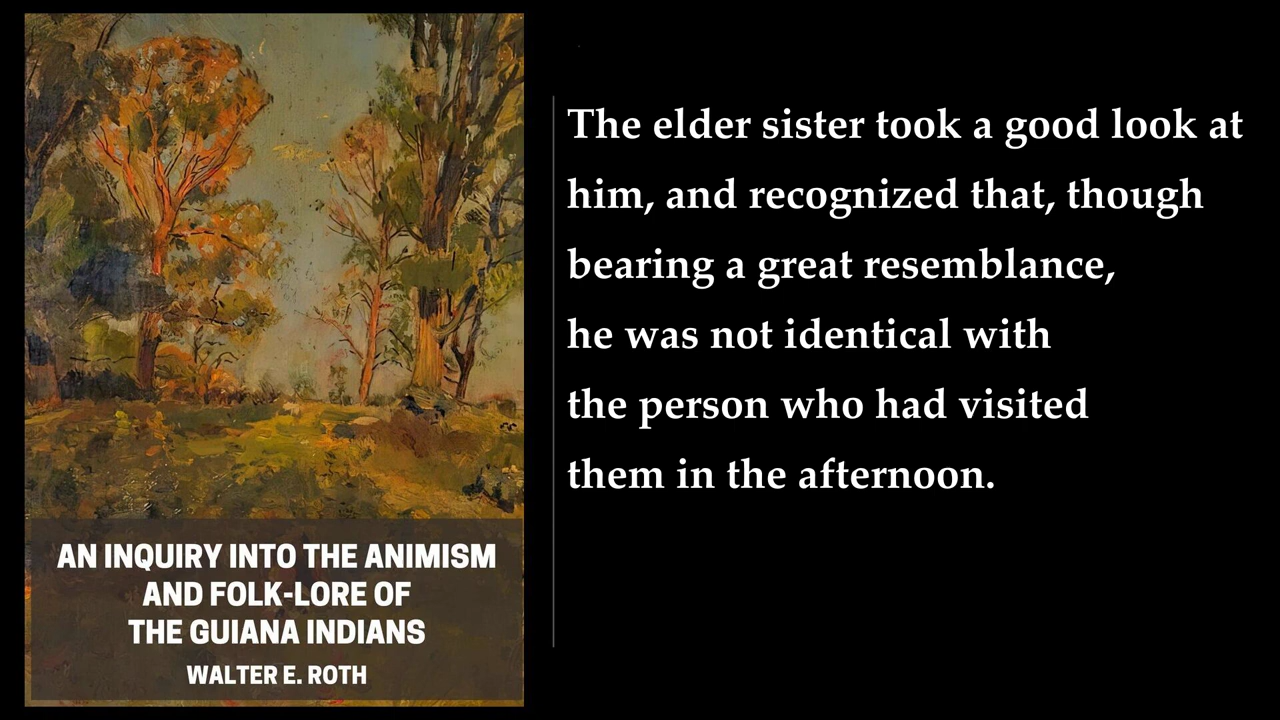 The elder sister took a good look at
him, and recognized that, though
bearing a great resemblance,
he was not identical with
the person who had visited
them in the afternoon.
AN INQUIRY INTO THE ANIMISM
AND FOLK-LORE OF
THE GUIANA INDIANS
WALTER E. ROTH